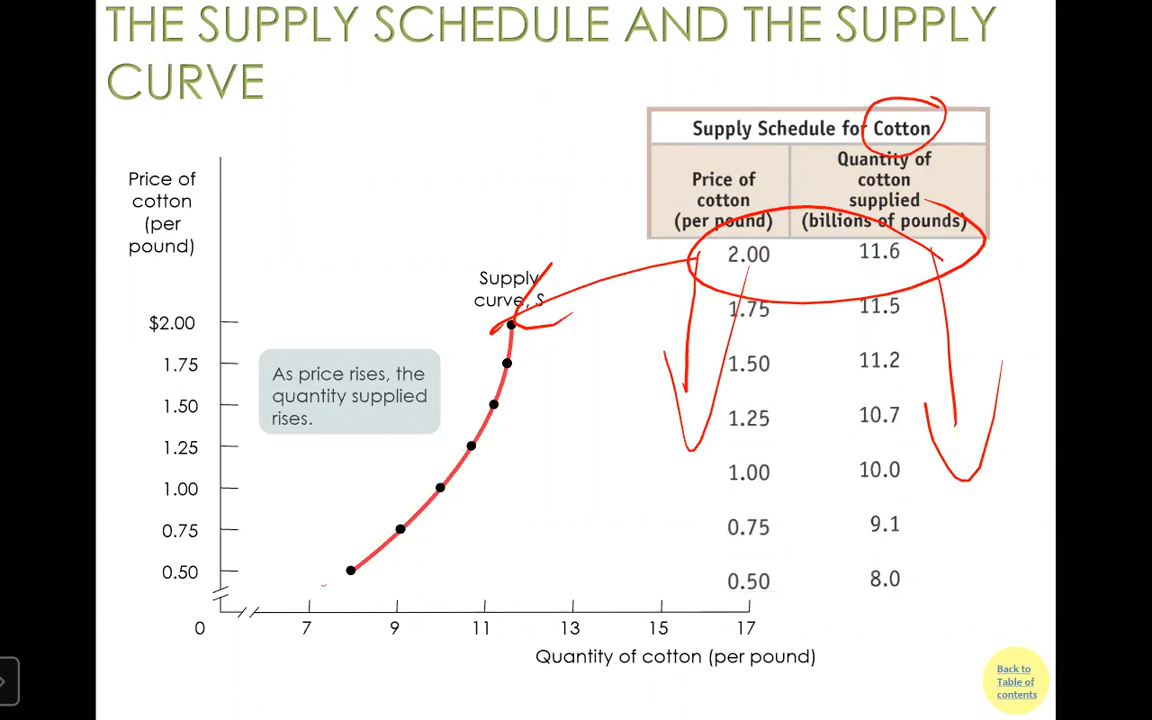 THE SUPPLY SCHEDULE AND THE SUPPLY
CURVE
Price of
cotton
(per
pound)
Supply
curve, S
$2.00
1.75
1.50
1.25
1.00
0.75
0.50
0
7
9
11
13
15
17
Quantity of cotton (per pound)
As price rises, the
quantity supplied
rises.
Supply Schedule for Cotton
Price of
cotton
(per pound)
Quantity of
cotton
supplied
(billions of pounds)
2.00 11.6
1.75 11.5
1.50 11.2
1.25 10.7
1.00 10.0
0.75 9.1
0.50 8.0
Back to
Table of
contents